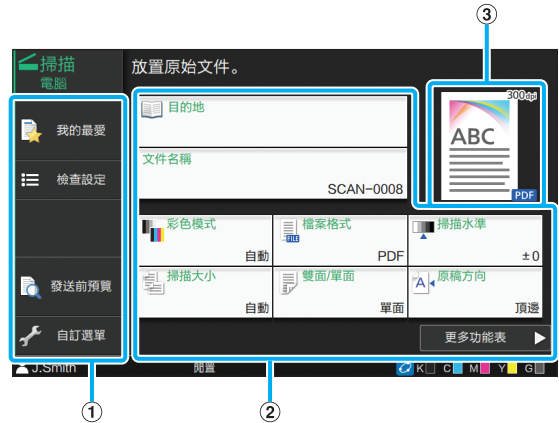 ③
掃描
電腦
放置原始文件。
300dpi
目的地
ABC
我的最愛
文件名稱
檢查設定
SCAN-0008
PDF
彩色模式
自動
檔案格式
FILE
PDF
掃描水準
±0
掃描大小
自動
雙面/單面
單面
原稿方向
A
頂邊
發送前預覽
自訂選單
更多功能表
J.Smith
閒置
K C M Y G
① ②